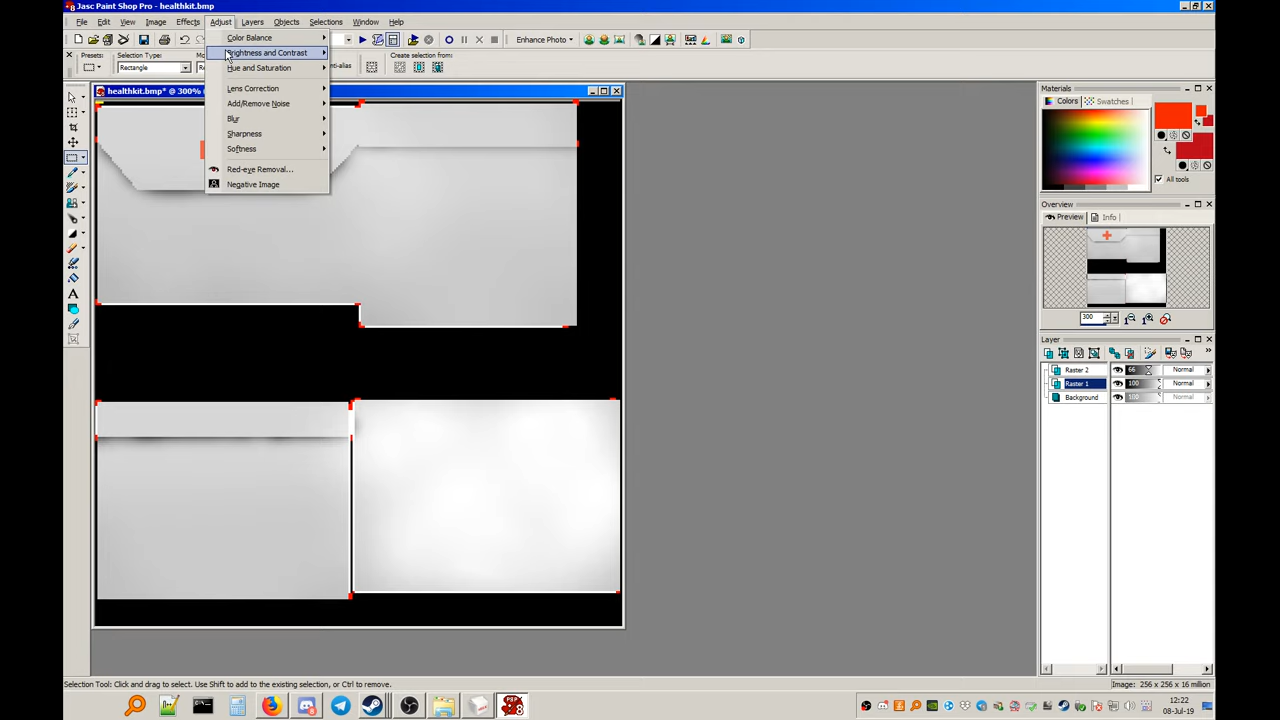 Jasc Paint Shop Pro - healthkit.bmp
File Edit View Image Effects Adjust Layers Objects Selections Window Help
Enhance Photo
Presets: Selection Type: Create selection from:
Rectangle
Color Balance
Brightness and Contrast
Hue and Saturation
Lens Correction
Add/Remove Noise
Blur
Sharpness
Softness
Red-eye Removal...
Negative Image
healthkit.bmp* @ 300%
Materials
Colors Swatches
All tools
Overview
Preview Info
300
Layer
Raster 2 66 Normal
Raster 1 100 Normal
Background 100 Normal
Selection Tool: Click and drag to select. Use Shift to add to the existing selection, or Ctrl to remove.
Image: 256 x 256 x 16 million
12:22
08-Jul-19